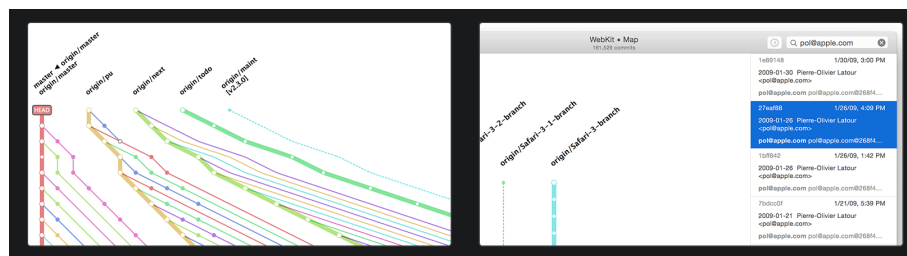 master ◀ origin/master
origin/master
origin/pu
origin/next
origin/todo
origin/maint
[v2.3.0]
HEAD
WebKit • Map
161,529 commits
pol@apple.com
ari-3-2-branch
origin/Safari-3-1-branch
origin/Safari-3-branch
1e89148 1/30/09, 3:00 PM
2009-01-30 Pierre-Olivier Latour
<pol@apple.com>
pol@apple.com pol@apple.com@268f4...
27eaf88 1/26/09, 4:09 PM
2009-01-26 Pierre-Olivier Latour
<pol@apple.com>
pol@apple.com pol@apple.com@268f4...
1bff842 1/26/09, 1:42 PM
2009-01-26 Pierre-Olivier Latour
<pol@apple.com>
pol@apple.com pol@apple.com@268f4...
7bdcc0f 1/21/09, 5:39 PM
2009-01-21 Pierre-Olivier Latour
<pol@apple.com>
pol@apple.com pol@apple.com@268f4...